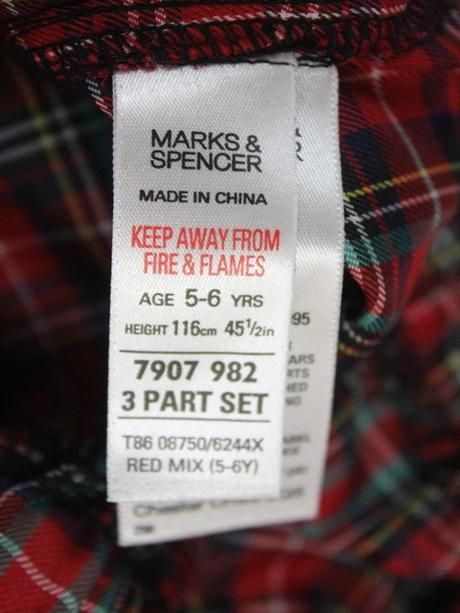 MARKS &
SPENCER
MADE IN CHINA
KEEP AWAY FROM
FIRE & FLAMES
AGE 5-6 YRS
HEIGHT 116cm 45½in
7907 982
3 PART SET
T86 08750/6244X
RED MIX (5-6Y)
95